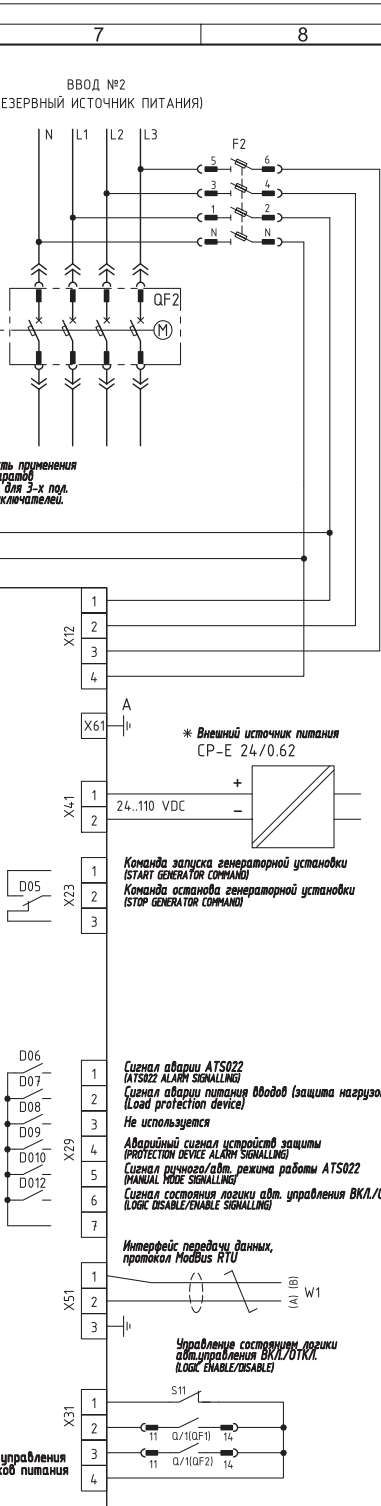 7 8
ВВОД №2
ЕЗЕРВНЫЙ ИСТОЧНИК ПИТАНИЯ)
N L1 L2 L3
F2
5 6
3 4
1 2
N N
QF2
M
ть применения
паратов
для 3-х пол.
ключателей.
X12
1
2
3
4
X61
A
* Внешний источник питания
CP-E 24/0.62
X41
1
2
24..110 VDC
+
–
D05
X23
1
2
3
Команда запуска генераторной установки
(START GENERATOR COMMAND)
Команда останова генераторной установки
(STOP GENERATOR COMMAND)
D06
D07
D08
D09
D010
D012
X29
1
2
3
4
5
6
7
Сигнал аварии ATS022
(ATS022 ALARM SIGNALLING)
Сигнал аварии питания вводов (защита нагрузо
(Load protection device)
Не используется
Аварийный сигнал устройств защиты
(PROTECTION DEVICE ALARM SIGNALLING)
Сигнал ручного/авт. режима работы ATS022
(MANUAL MODE SIGNALLING)
Сигнал состояния логики авт. управления ВКЛ./О
(LOGIC DISABLE/ENABLE SIGNALLING)
Интерфейс передачи данных,
протокол ModBus RTU
X51
1
2
3
(B)
(A)
W1
Управление состоянием логики
авт.управления ВКЛ./ОТКЛ.
(LOGIC ENABLE/DISABLE)
X31
1
2
3
4
S11
11 Q/1(QF1) 14
11 Q/1(QF2) 14
управления
ков питания